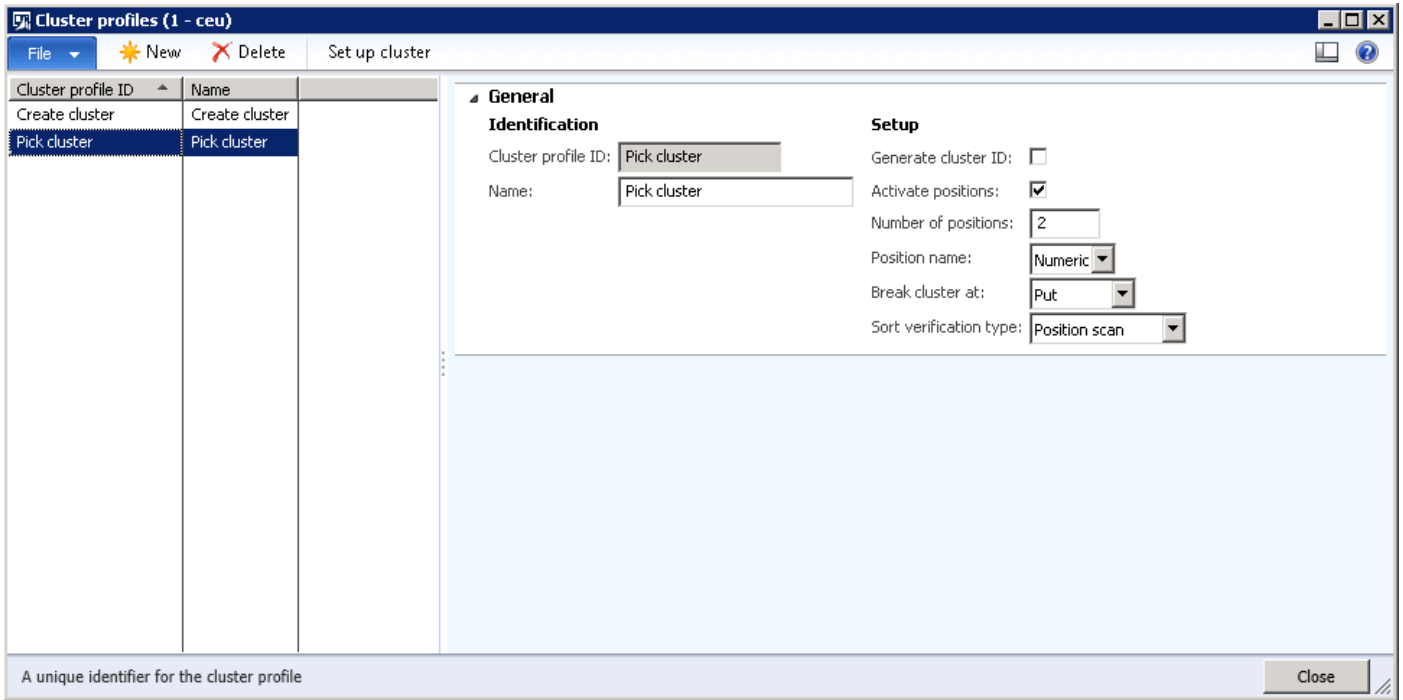 Cluster profiles (1 - ceu)
File New Delete Set up cluster
Cluster profile ID Name
Create cluster Create cluster
Pick cluster Pick cluster
General
Identification
Cluster profile ID: Pick cluster
Name: Pick cluster
Setup
Generate cluster ID:
Activate positions:
Number of positions: 2
Position name: Numeric
Break cluster at: Put
Sort verification type: Position scan
A unique identifier for the cluster profile
Close